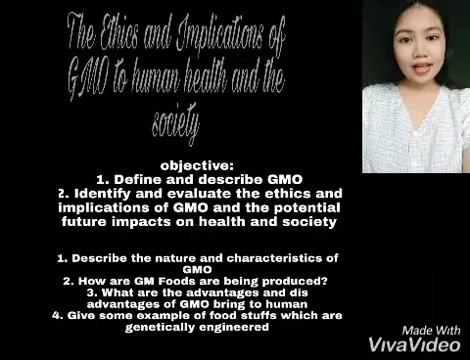 The Ethics and Implications of
GMO to human health and the
society
objective:
1. Define and describe GMO
2. Identify and evaluate the ethics and
implications of GMO and the potential
future impacts on health and society
1. Describe the nature and characteristics of
GMO
2. How are GM Foods are being produced?
3. What are the advantages and dis
advantages of GMO bring to human
4. Give some example of food stuffs which are
genetically engineered
Made With
VivaVideo